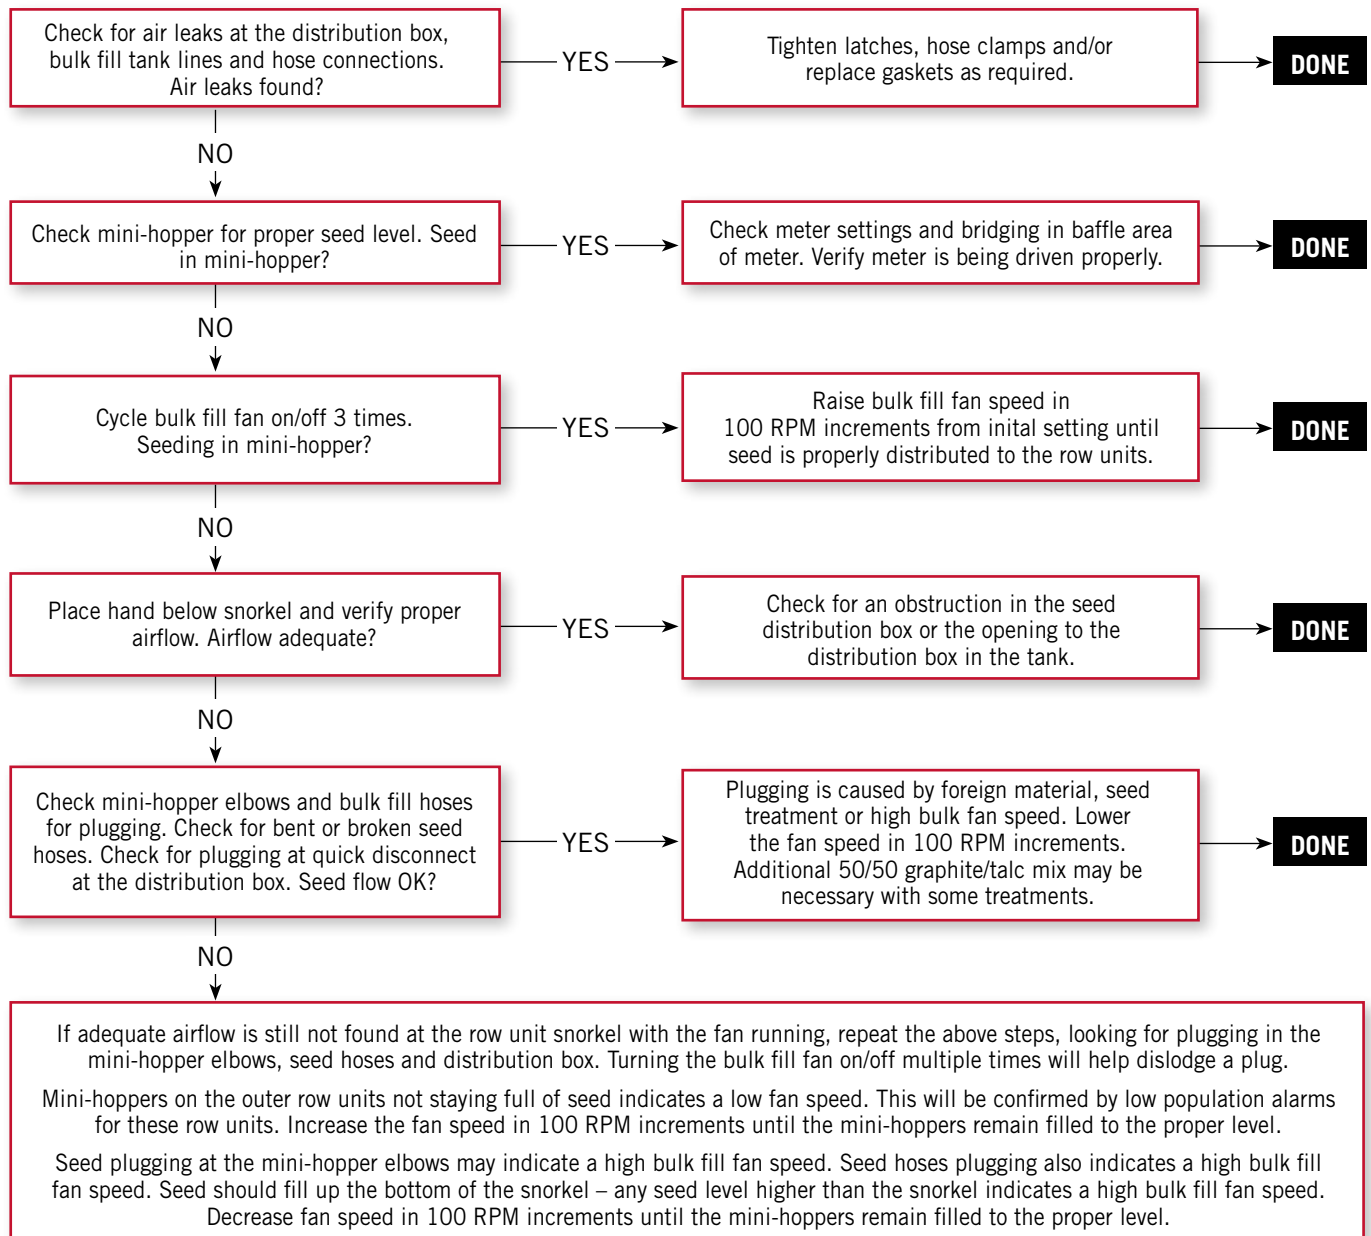 Check for air leaks at the distribution box,
bulk fill tank lines and hose connections.
Air leaks found?
YES
Tighten latches, hose clamps and/or
replace gaskets as required.
DONE
NO
Check mini-hopper for proper seed level. Seed
in mini-hopper?
YES
Check meter settings and bridging in baffle area
of meter. Verify meter is being driven properly.
DONE
NO
Cycle bulk fill fan on/off 3 times.
Seeding in mini-hopper?
YES
Raise bulk fill fan speed in
100 RPM increments from inital setting until
seed is properly distributed to the row units.
DONE
NO
Place hand below snorkel and verify proper
airflow. Airflow adequate?
YES
Check for an obstruction in the seed
distribution box or the opening to the
distribution box in the tank.
DONE
NO
Check mini-hopper elbows and bulk fill hoses
for plugging. Check for bent or broken seed
hoses. Check for plugging at quick disconnect
at the distribution box. Seed flow OK?
YES
Plugging is caused by foreign material, seed
treatment or high bulk fan speed. Lower
the fan speed in 100 RPM increments.
Additional 50/50 graphite/talc mix may be
necessary with some treatments.
DONE
NO
If adequate airflow is still not found at the row unit snorkel with the fan running, repeat the above steps, looking for plugging in the
mini-hopper elbows, seed hoses and distribution box. Turning the bulk fill fan on/off multiple times will help dislodge a plug.
Mini-hoppers on the outer row units not staying full of seed indicates a low fan speed. This will be confirmed by low population alarms
for these row units. Increase the fan speed in 100 RPM increments until the mini-hoppers remain filled to the proper level.
Seed plugging at the mini-hopper elbows may indicate a high bulk fill fan speed. Seed hoses plugging also indicates a high bulk fill
fan speed. Seed should fill up the bottom of the snorkel – any seed level higher than the snorkel indicates a high bulk fill fan speed.
Decrease fan speed in 100 RPM increments until the mini-hoppers remain filled to the proper level.